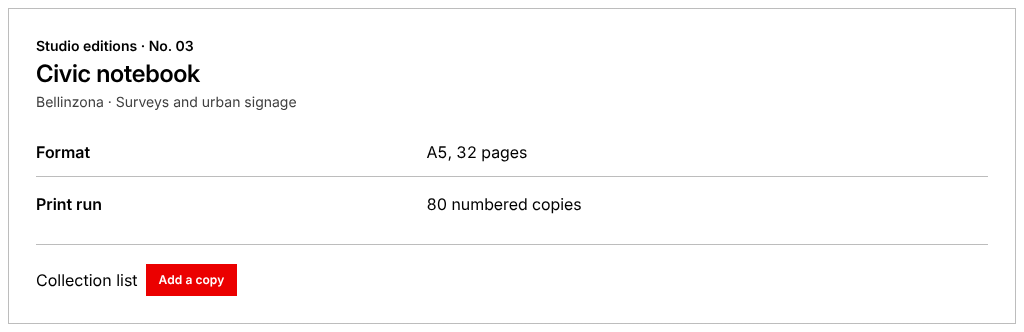 Studio editions · No. 03
Civic notebook
Bellinzona · Surveys and urban signage
Format A5, 32 pages
Print run 80 numbered copies
Collection list Add a copy